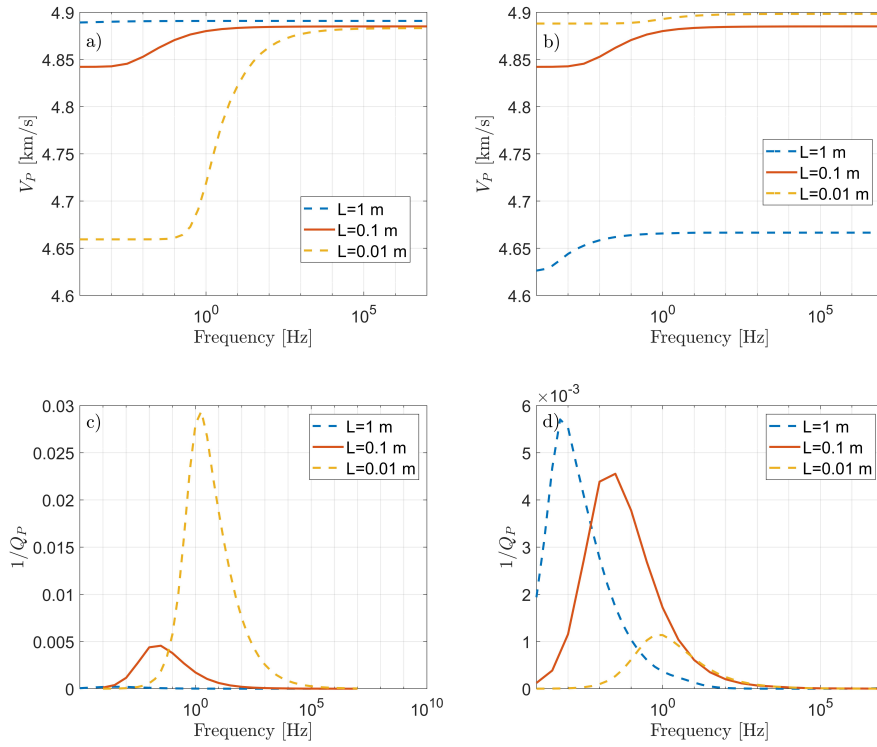 a)
4.9
4.85
4.8
4.75
4.7
4.65
4.6
V_P [km/s]
L=1 m
L=0.1 m
L=0.01 m
10^0
10^5
Frequency [Hz]
b)
4.9
4.85
4.8
4.75
4.7
4.65
4.6
V_P [km/s]
L=1 m
L=0.1 m
L=0.01 m
10^0
10^5
Frequency [Hz]
c)
0.03
0.025
0.02
0.015
0.01
0.005
0
1/Q_P
L=1 m
L=0.1 m
L=0.01 m
10^0
10^5
10^10
Frequency [Hz]
×10^-3
d)
6
5
4
3
2
1
0
1/Q_P
L=1 m
L=0.1 m
L=0.01 m
10^0
10^5
Frequency [Hz]